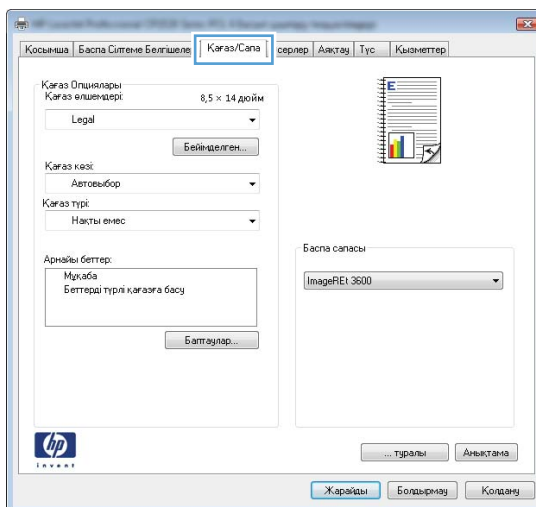 Қосымша Баспа Сілтеме Белгішеле Қағаз/Сапа серлер Аяқтау Түс Қызметтер
Қағаз Опциялары
Қағаз өлшемдері: 8,5 × 14 дюйм
Legal
Бейімделген...
Қағаз көзі:
Автовыбор
Қағаз түрі:
Нақты емес
Арнайы беттер:
Мұқаба
Беттерді түрлі қағазға басу
Баптаулар...
E
Баспа сапасы
ImageREt 3600
hp
invent
... туралы Анықтама
Жарайды Болдырмау Қолдану